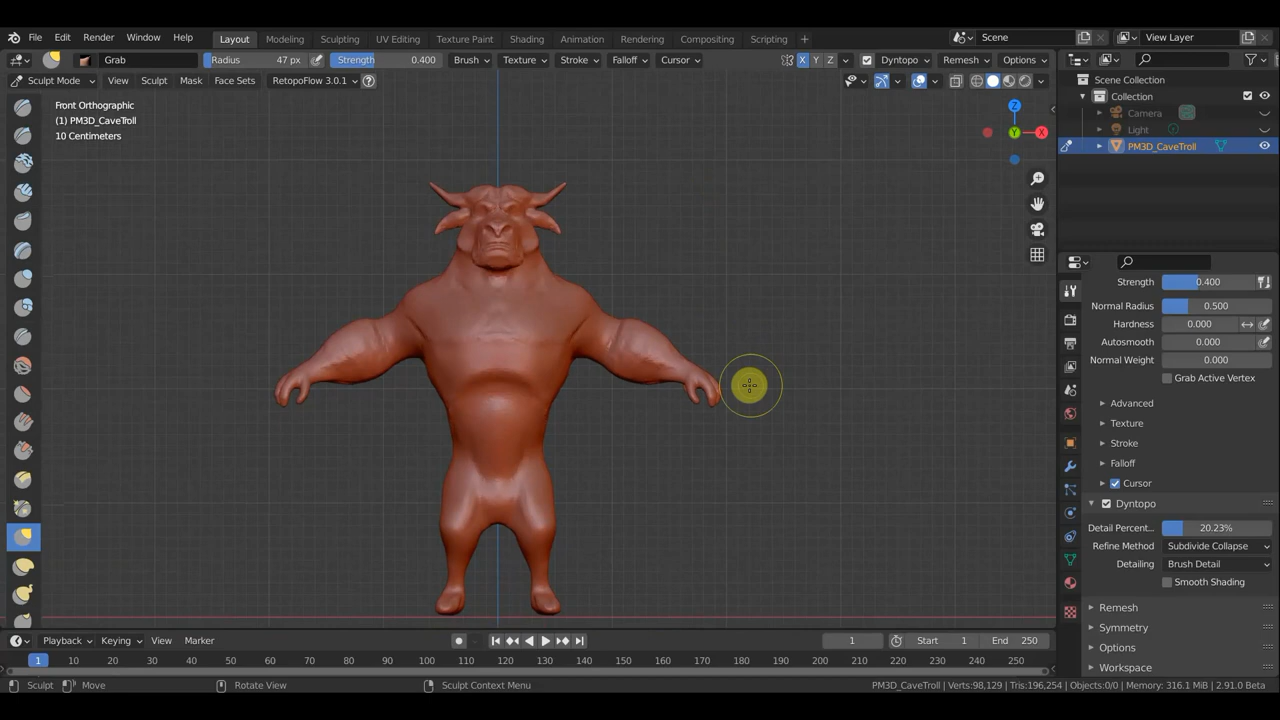 File Edit Render Window Help Layout Modeling Sculpting UV Editing Texture Paint Shading Animation Rendering Compositing Scripting + Scene View Layer
Grab Radius 47 px Strength 0.400 Brush Texture Stroke Falloff Cursor X Y Z Dyntopo Remesh Options
Sculpt Mode View Sculpt Mask Face Sets RetopoFlow 3.0.1 ?
Scene Collection
Collection
Camera
Light
PM3D_CaveTroll
Front Orthographic
(1) PM3D_CaveTroll
10 Centimeters
Z
Y
X
Strength 0.400
Normal Radius 0.500
Hardness 0.000
Autosmooth 0.000
Normal Weight 0.000
Grab Active Vertex
Advanced
Texture
Stroke
Falloff
Cursor
Dyntopo
Detail Percent... 20.23%
Refine Method Subdivide Collapse
Detailing Brush Detail
Smooth Shading
Remesh
Symmetry
Options
Workspace
Playback Keying View Marker 1 Start 1 End 250
1 10 20 30 40 50 60 70 80 90 100 110 120 130 140 150 160 170 180 190 200 210 220 230 240 250
Sculpt Move Rotate View Sculpt Context Menu PM3D_CaveTroll | Verts:98,129 | Tris:196,254 | Objects:0/0 | Memory: 316.1 MiB | 2.91.0 Beta